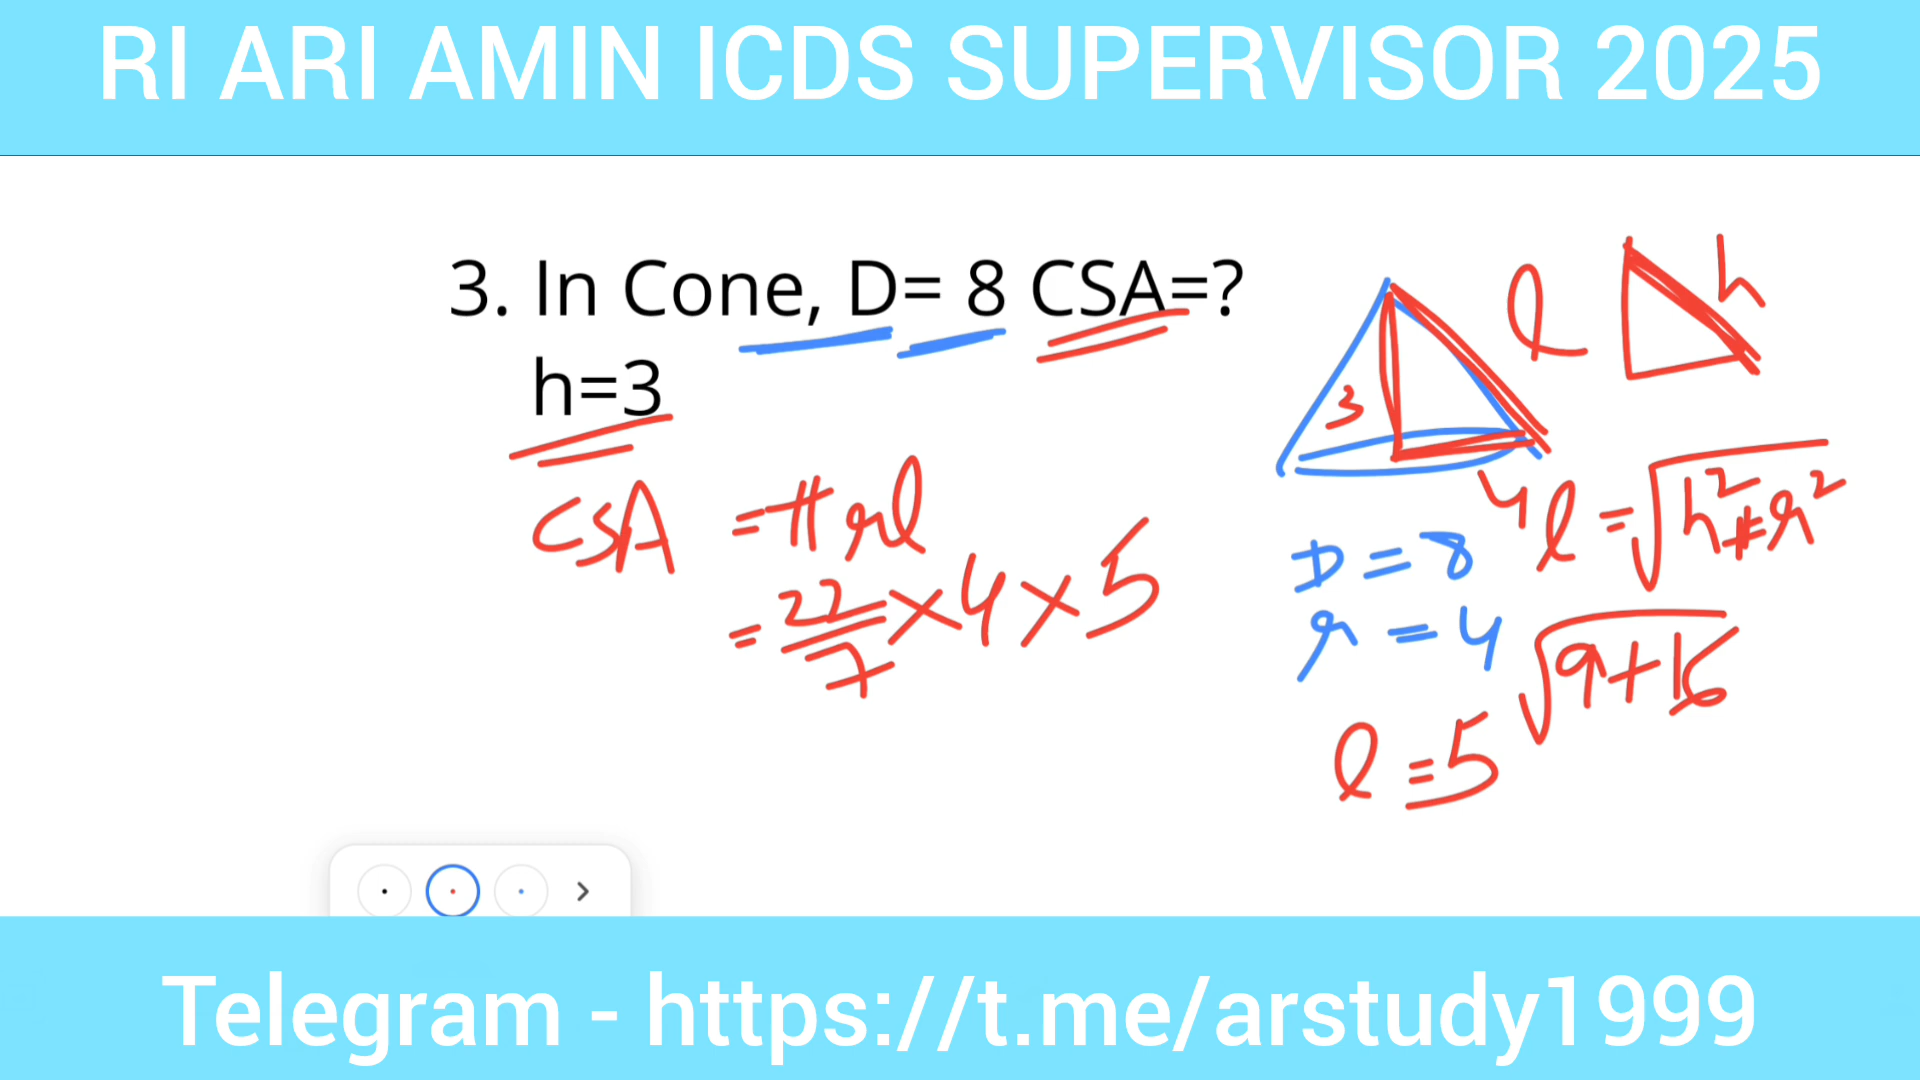 RI ARI AMIN ICDS SUPERVISOR 2025
3. In Cone, D= 8 CSA=?
h=3
CSA = πrl
= 22/7 × 4 × 5
l
h
3
4
l = √h²+r²
D = 8
r = 4
√9+16
l = 5
Telegram - https://t.me/arstudy1999